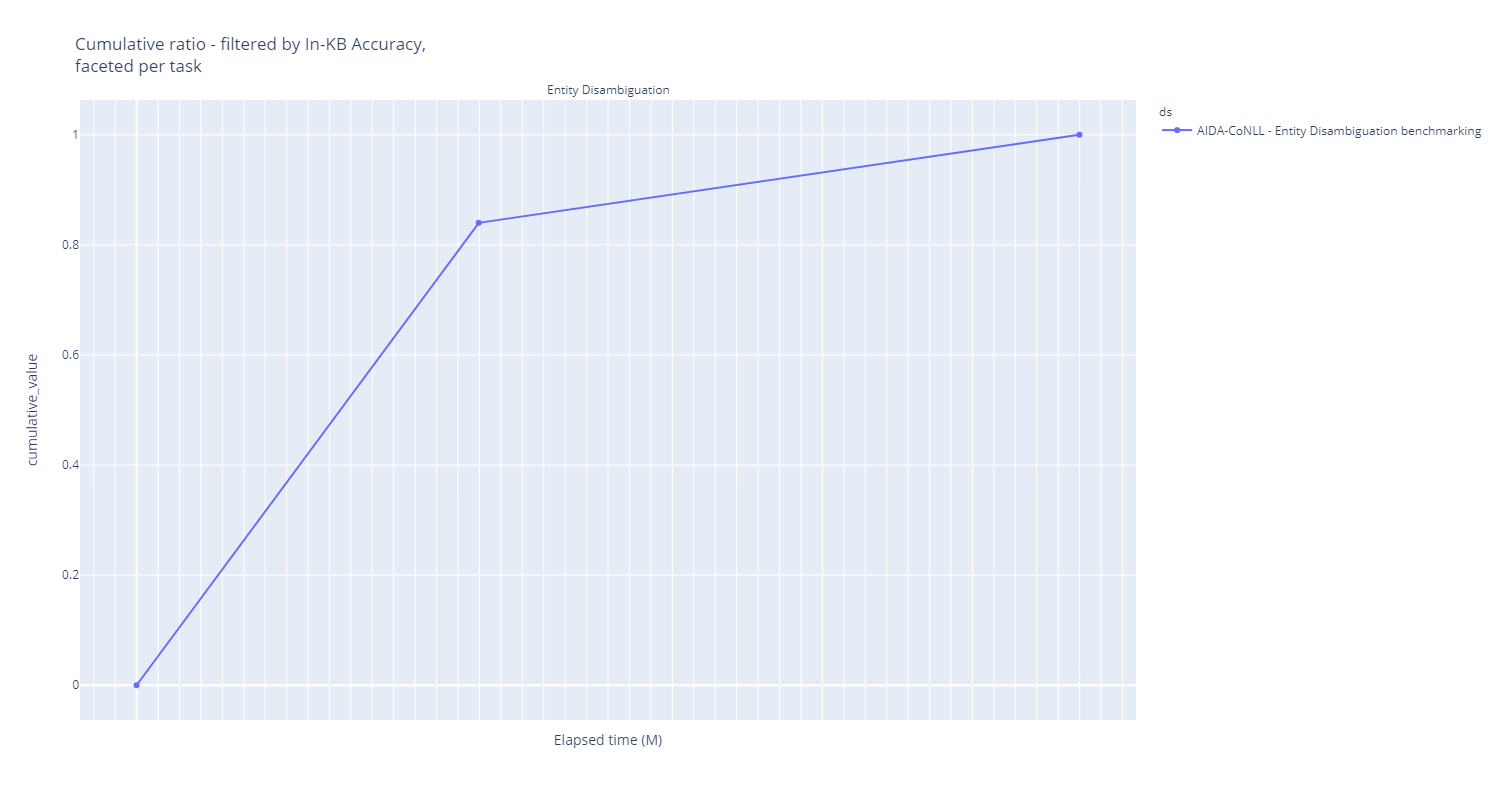 Cumulative ratio - filtered by In-KB Accuracy,
faceted per task
Entity Disambiguation
ds
AIDA-CoNLL - Entity Disambiguation benchmarking
1
0.8
0.6
0.4
0.2
0
cumulative_value
Elapsed time (M)